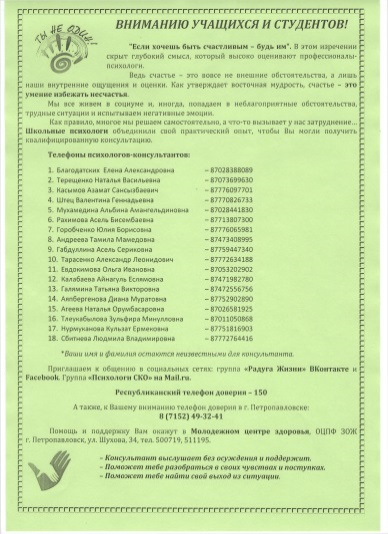 ТЫ НЕ ОДИН...
ВНИМАНИЮ УЧАЩИХСЯ И СТУДЕНТОВ!
"Если хочешь быть счастливым – будь им". В этом изречении
скрыт глубокий смысл, который высоко оценивают профессионалы-
психологи.
Ведь счастье – это вовсе не внешние обстоятельства, а лишь
наши внутренние ощущения и оценки. Как утверждает восточная мудрость, счастье – это
умение избежать несчастья.
Мы все живем в социуме и, иногда, попадаем в неблагоприятные обстоятельства,
трудные ситуации и испытываем негативные эмоции.
Как правило, многое мы решаем самостоятельно, а что-то вызывает у нас затруднение...
Школьные психологи объединили свой практический опыт, чтобы Вы могли получить
квалифицированную консультацию.
Телефоны психологов-консультантов:
1. Благодатских Елена Александровна – 87028388089
2. Терещенко Наталья Васильевна – 87073699630
3. Касымов Азамат Сансызбаевич – 87776097701
4. Штец Валентина Геннадьевна – 87770826733
5. Мухамедина Альбина Амангельдиновна – 87028441830
6. Рахимова Асель Бисембаевна – 87713807300
7. Горобченко Юлия Борисовна – 87776065981
8. Андреева Тамила Мамедовна – 87473408995
9. Габдуллина Асель Сериковна – 87759447340
10. Тарасенко Александр Леонидович – 87772634188
11. Евдокимова Ольга Ивановна – 87053202902
12. Калабаева Айнагуль Еслямовна – 87471982780
13. Галямина Татьяна Викторовна – 87472556756
14. Аяпбергенова Диана Муратовна – 87752902890
15. Агеева Наталья Орумбасаровна – 87026581925
16. Тлеукабылова Зульфира Минулловна – 87011050868
17. Нурмуканова Кульзат Ермековна – 87751816903
18. Сбитнева Людмила Владимировна – 87772764416
*Ваши имя и фамилия остаются неизвестными для консультанта.
Приглашаем к общению в социальных сетях: группа «Радуга Жизни» ВКонтакте и
Facebook. Группа «Психологи СКО» на Mail.ru.
Республиканский телефон доверия – 150
А также, к Вашему вниманию телефон доверия в г. Петропавловске:
8 (7152) 49-32-41
Помощь и поддержку Вам окажут в Молодежном центре здоровья, ОЦПФ ЗОЖ
г. Петропавловск, ул. Шухова, 34, тел. 500719, 511195.
- Консультант выслушает без осуждения и поддержит.
- Поможет тебе разобраться в своих чувствах и поступках.
- Поможет тебе найти свой выход из ситуации.